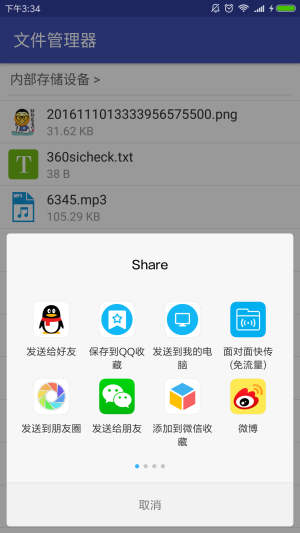 下午3:34
文件管理器
内部存储设备 >
2016111013333956575500.png
31.62 KB
360sicheck.txt
T
38 B
6345.mp3
105.29 KB
Share
发送给好友
保存到QQ收
藏
发送到我的电
脑
面对面快传
(免流量)
发送到朋友圈
发送给朋友
添加到微信收
藏
微博
取消